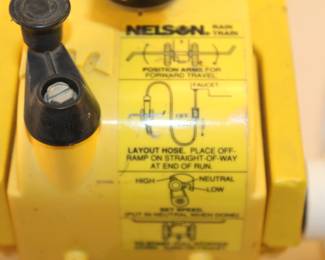 NELSON RAIN TRAIN
POSITION ARMS FOR
FORWARD TRAVEL
FAUCET
OFF
LAYOUT HOSE. PLACE OFF-
RAMP ON STRAIGHT-OF-WAY
AT END OF RUN.
HIGH NEUTRAL
LOW
SET SPEED
(PUT IN NEUTRAL WHEN DONE)